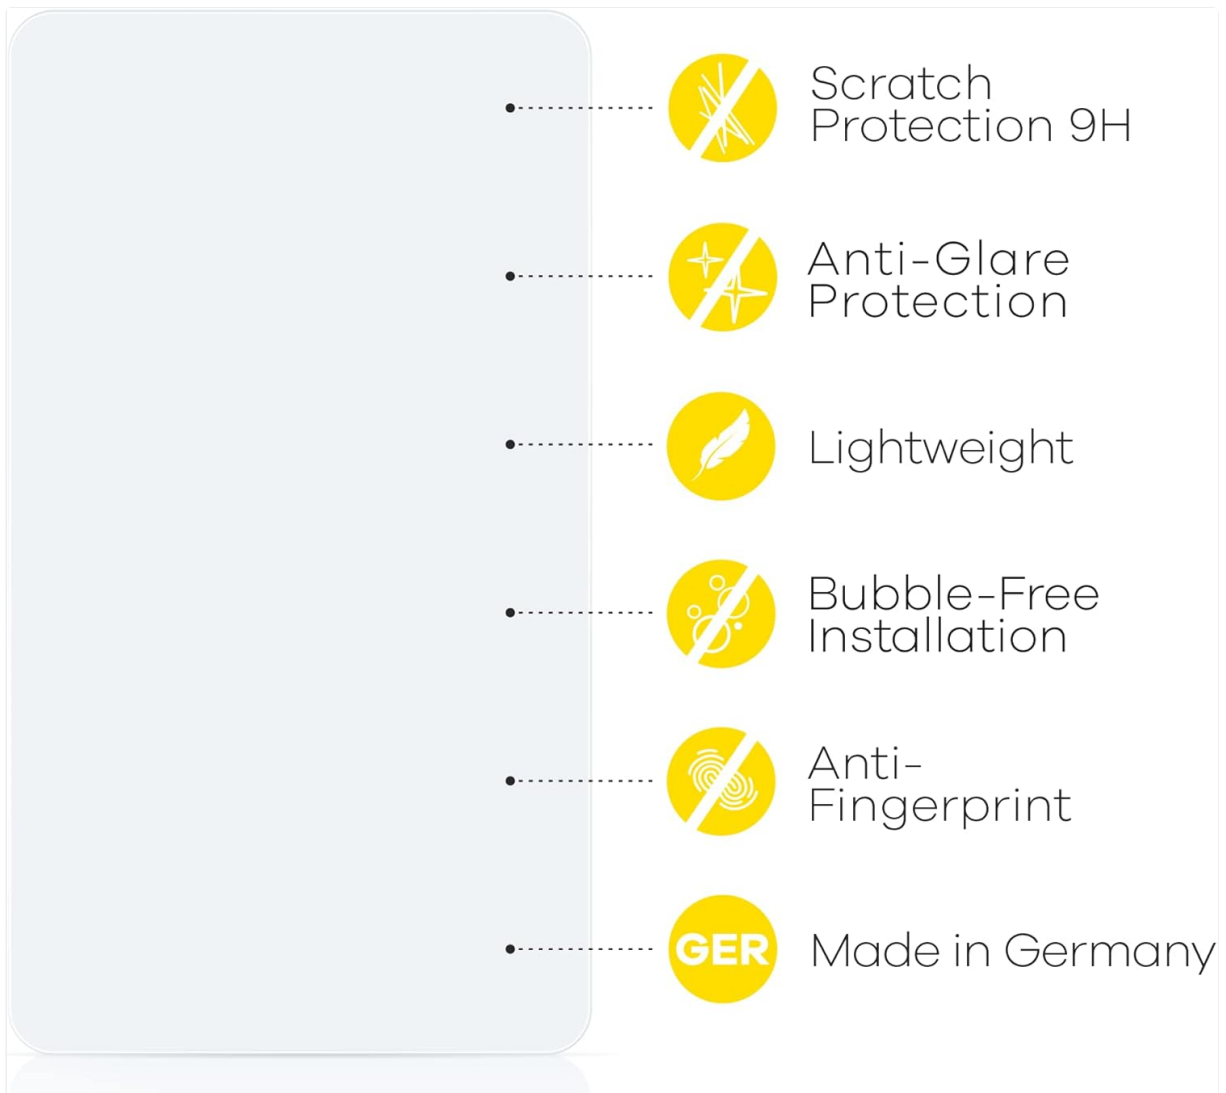 Scratch
Protection 9H
Anti-Glare
Protection
Lightweight
Bubble-Free
Installation
Anti-
Fingerprint
GER
Made in Germany